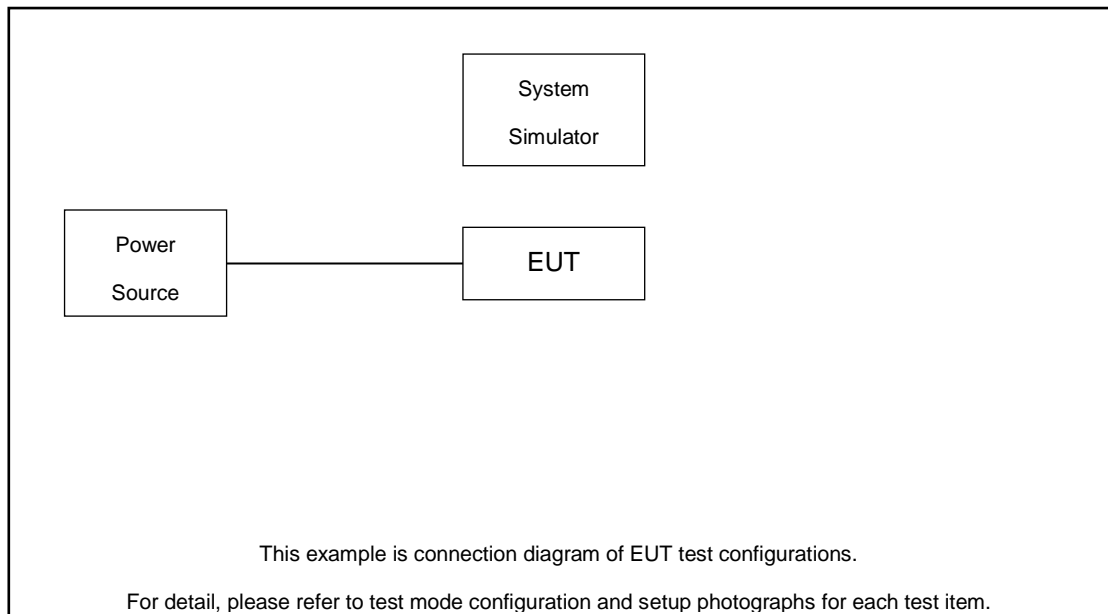 System
Simulator
Power
Source
EUT
This example is connection diagram of EUT test configurations.
For detail, please refer to test mode configuration and setup photographs for each test item.